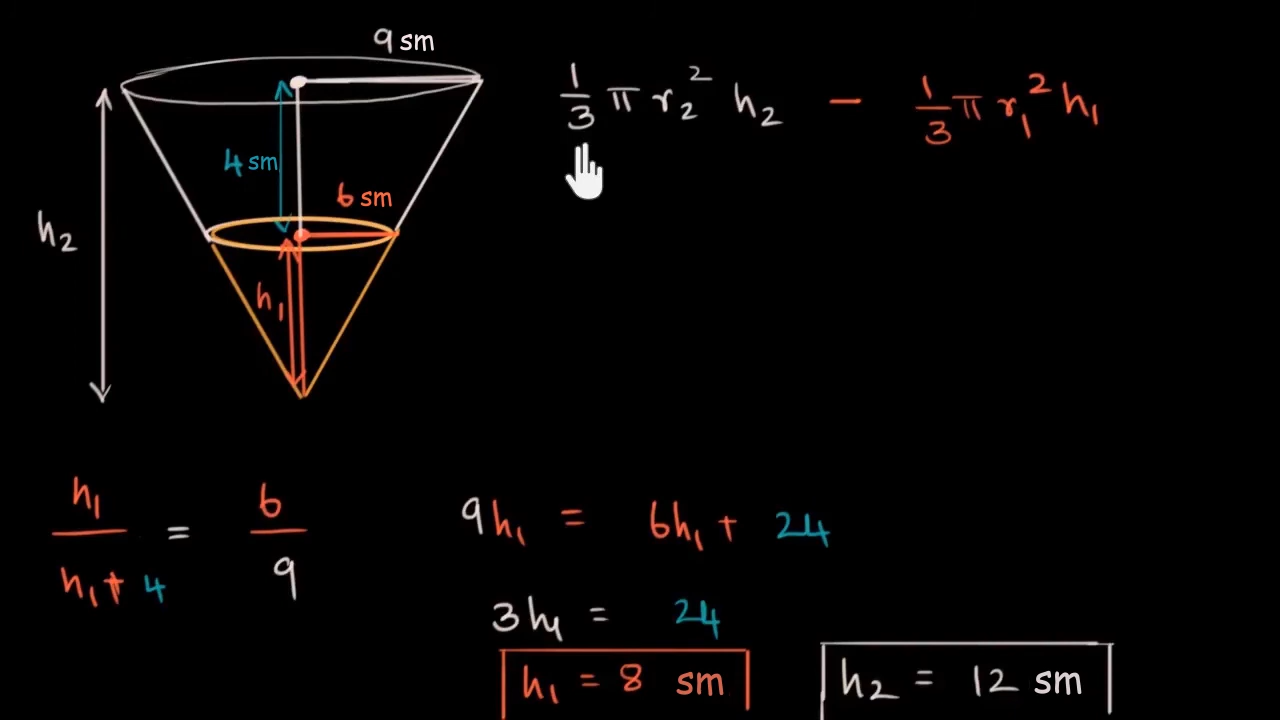 9 sm
1/3 π r₂² h₂ − 1/3 π r₁² h₁
4 sm
6 sm
h₂
h₁
h₁/h₁+4 = 6/9
9h₁ = 6h₁ + 24
3h₁ = 24
h₁ = 8 sm
h₂ = 12 sm